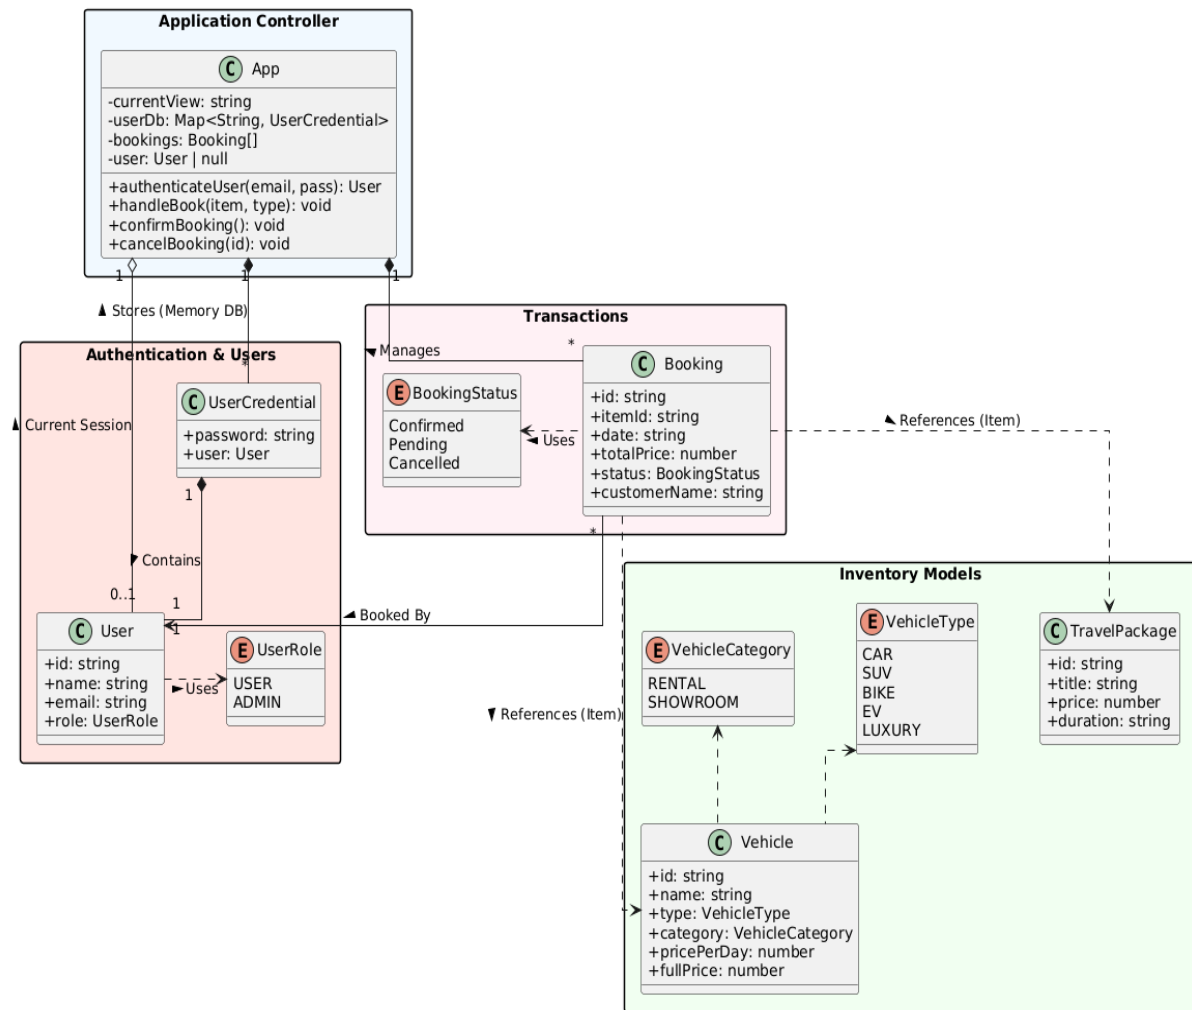 Application Controller
C App
-currentView: string
-userDb: Map<String, UserCredential>
-bookings: Booking[]
-user: User | null
+authenticateUser(email, pass): User
+handleBook(item, type): void
+confirmBooking(): void
+cancelBooking(id): void
1
1
1
Stores (Memory DB)
Manages
Current Session
Authentication & Users
*
C UserCredential
+password: string
+user: User
1
Contains
0..1
1
1
C User
+id: string
+name: string
+email: string
+role: UserRole
Uses
E UserRole
USER
ADMIN
Transactions
*
E BookingStatus
Confirmed
Pending
Cancelled
Uses
C Booking
+id: string
+itemId: string
+date: string
+totalPrice: number
+status: BookingStatus
+customerName: string
*
Booked By
References (Item)
References (Item)
Inventory Models
E VehicleCategory
RENTAL
SHOWROOM
E VehicleType
CAR
SUV
BIKE
EV
LUXURY
C TravelPackage
+id: string
+title: string
+price: number
+duration: string
C Vehicle
+id: string
+name: string
+type: VehicleType
+category: VehicleCategory
+pricePerDay: number
+fullPrice: number